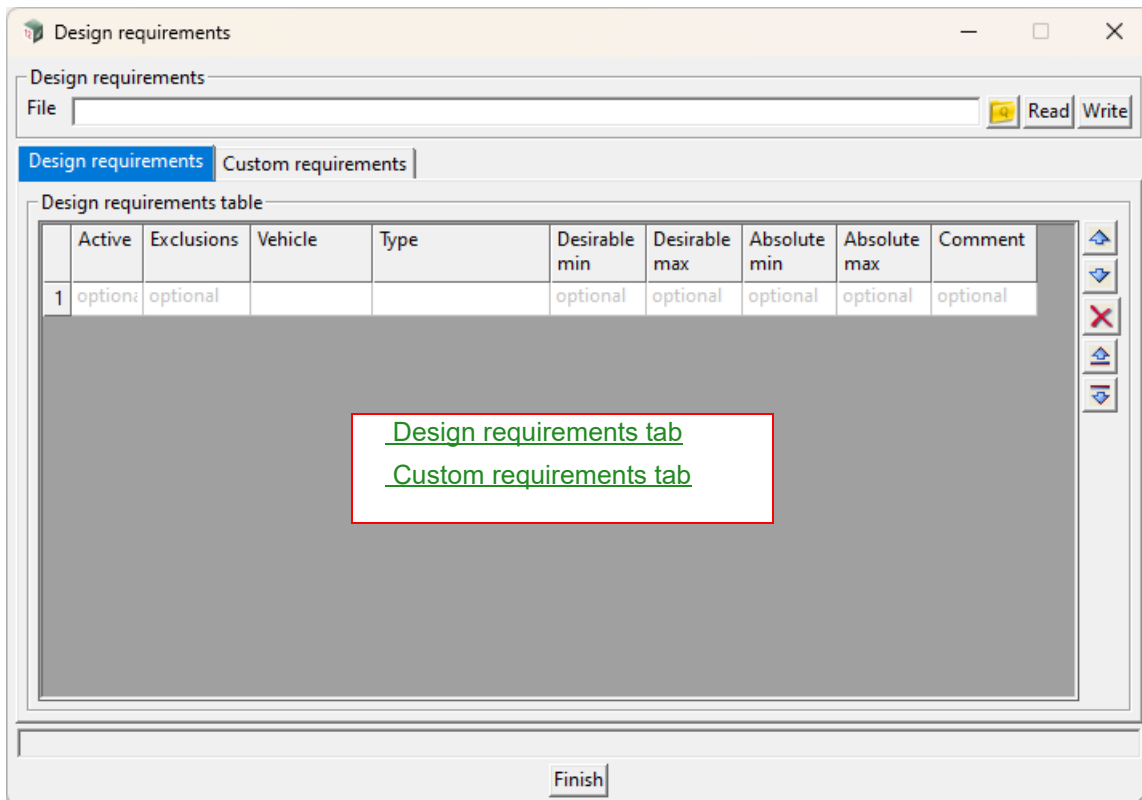 Design requirements
Design requirements
File Read Write
Design requirements Custom requirements
Design requirements table
Active Exclusions Vehicle Type Desirable min Desirable max Absolute min Absolute max Comment
1 optional optional optional optional optional optional
Design requirements tab
Custom requirements tab
Finish